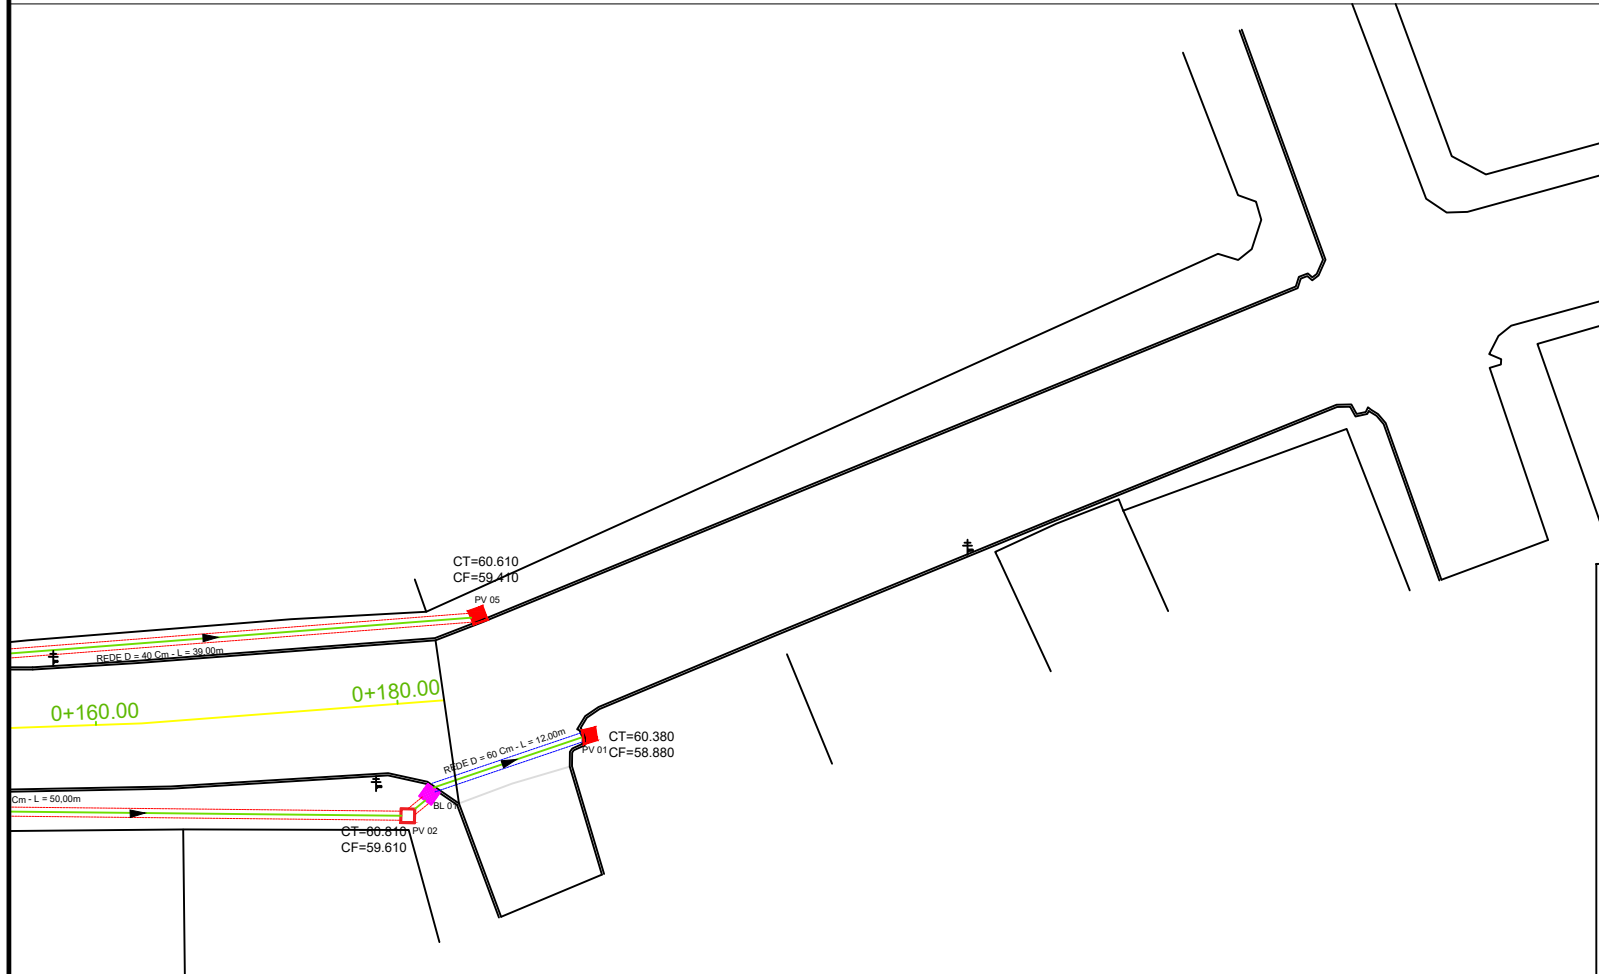 CT=60.610
CF=59.410
PV 05
REDE D = 40 Cm - L = 39,00m
0+160.00
0+180.00
REDE D = 60 Cm - L = 12.00m
CT=60.380
CF=58.880
PV 01
Cm - L = 50,00m
BL 01
PV 02
CT=60.810
CF=59.610